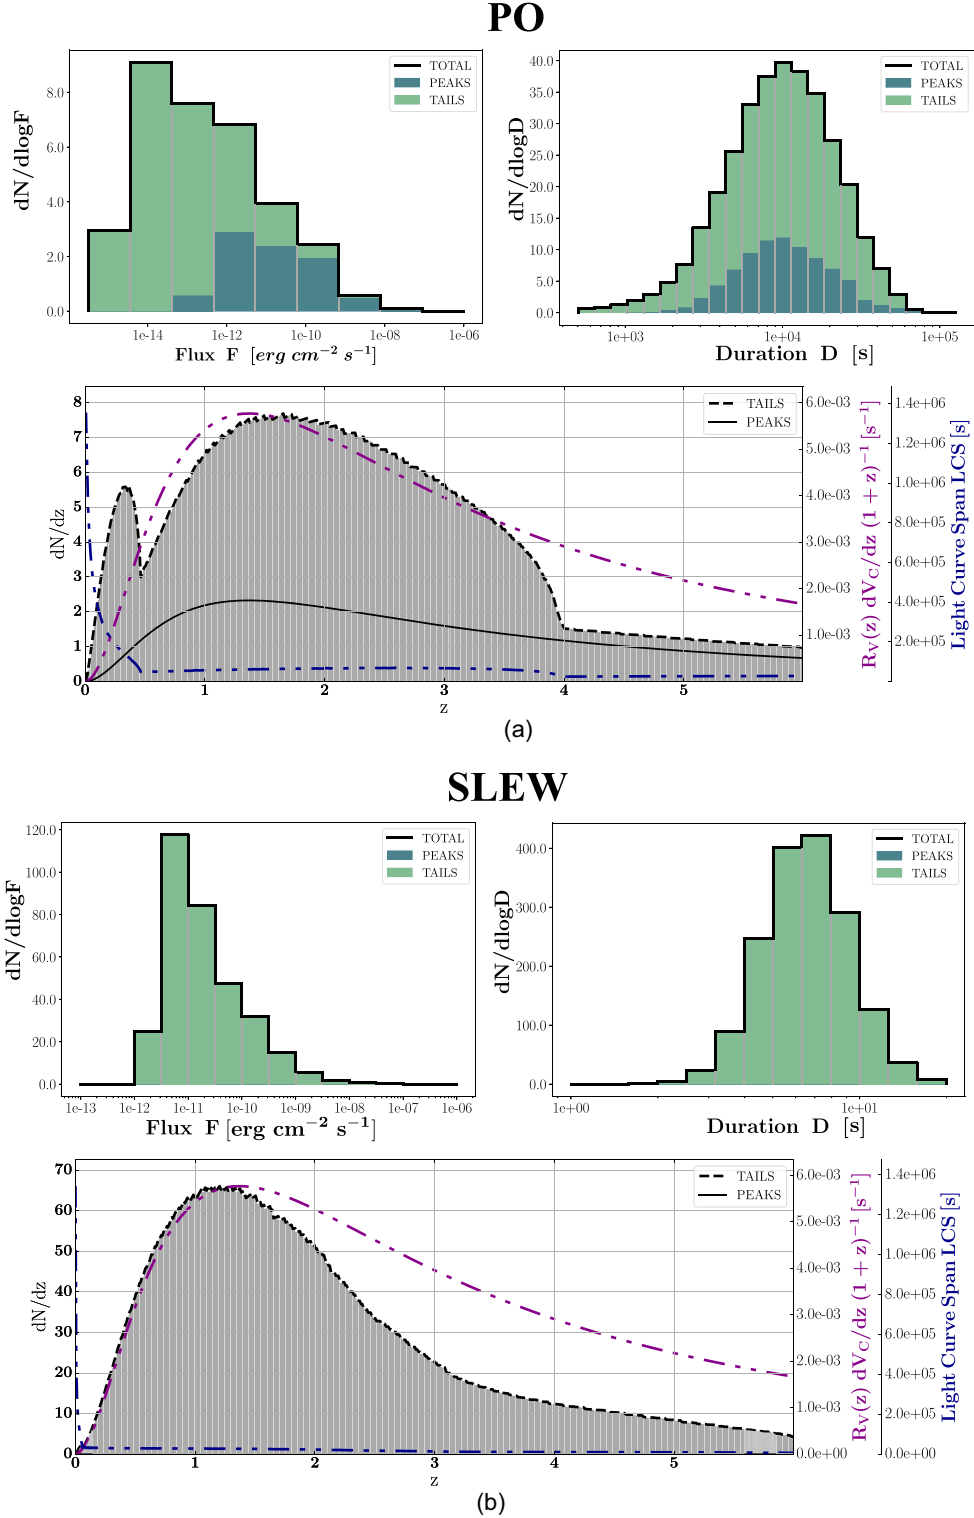 PO
dN/dlogF
8.0
6.0
4.0
2.0
0.0
TOTAL
PEAKS
TAILS
1e-14 1e-12 1e-10 1e-08 1e-06
Flux F [erg cm−2 s−1]
dN/dlogD
40.0
35.0
30.0
25.0
20.0
15.0
10.0
5.0
0.0
TOTAL
PEAKS
TAILS
1e+03 1e+04 1e+05
Duration D [s]
dN/dz
8
7
6
5
4
3
2
1
0
TAILS
PEAKS
0 1 2 3 4 5
z
6.0e-03
5.0e-03
4.0e-03
3.0e-03
2.0e-03
1.0e-03
RV(z) dVC/dz (1 + z)−1 [s−1]
1.4e+06
1.2e+06
1.0e+06
8.0e+05
6.0e+05
4.0e+05
2.0e+05
Light Curve Span LCS [s]
(a)
SLEW
dN/dlogF
120.0
100.0
80.0
60.0
40.0
20.0
0.0
TOTAL
PEAKS
TAILS
1e-13 1e-12 1e-11 1e-10 1e-09 1e-08 1e-07 1e-06
Flux F [erg cm−2 s−1]
dN/dlogD
400.0
300.0
200.0
100.0
0.0
TOTAL
PEAKS
TAILS
1e+00 1e+01
Duration D [s]
dN/dz
70
60
50
40
30
20
10
0
TAILS
PEAKS
0 1 2 3 4 5
z
6.0e-03
5.0e-03
4.0e-03
3.0e-03
2.0e-03
1.0e-03
0.0e+00
RV(z) dVC/dz (1 + z)−1 [s−1]
1.4e+06
1.2e+06
1.0e+06
8.0e+05
6.0e+05
4.0e+05
2.0e+05
0.0e+00
Light Curve Span LCS [s]
(b)